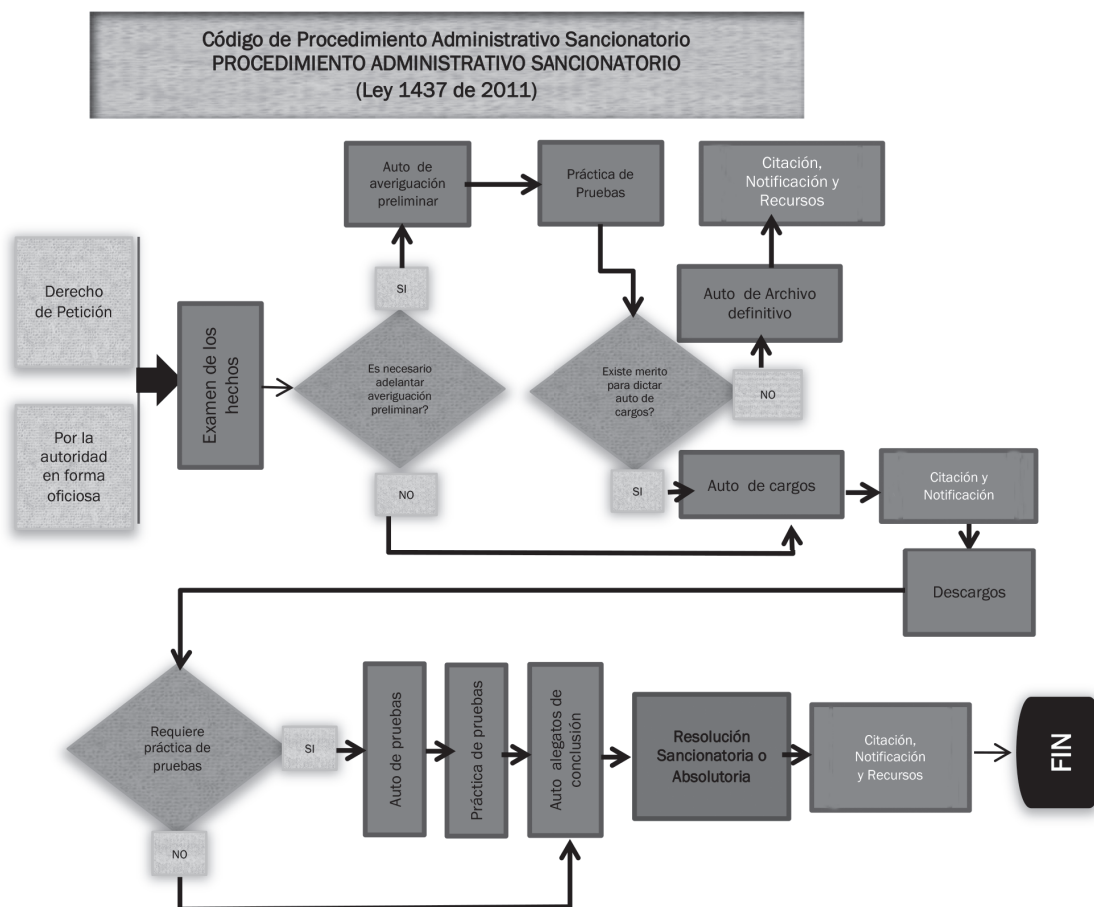 Código de Procedimiento Administrativo Sancionatorio
PROCEDIMIENTO ADMINISTRATIVO SANCIONATORIO
(Ley 1437 de 2011)
Derecho
de Petición
Por la
autoridad
en forma
oficiosa
Examen de los
hechos
Es necesario
adelantar
averiguación
preliminar?
SI
Auto de
averiguación
preliminar
Práctica de
Pruebas
NO
Existe merito
para dictar
auto de
cargos?
NO
Auto de Archivo
definitivo
Citación,
Notificación y
Recursos
SI
Auto de cargos
Citación y
Notificación
Descargos
Requiere
práctica de
pruebas
SI
NO
Auto de pruebas
Práctica de pruebas
Auto alegatos de
conclusión
Resolución
Sancionatoria o
Absolutoria
Citación,
Notificación
y Recursos
FIN